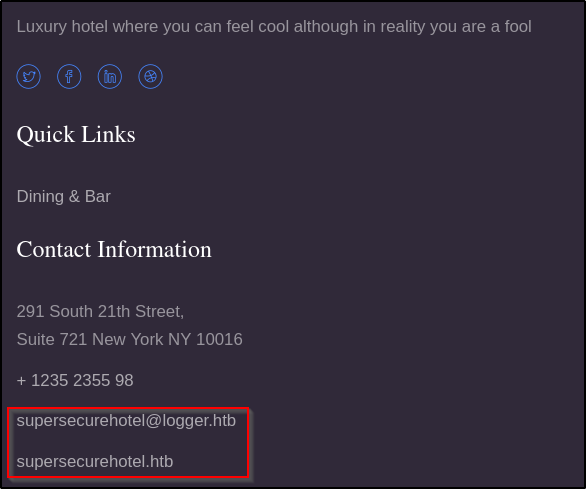 Luxury hotel where you can feel cool although in reality you are a fool
Quick Links
Dining & Bar
Contact Information
291 South 21th Street,
Suite 721 New York NY 10016
+ 1235 2355 98
supersecurehotel@logger.htb
supersecurehotel.htb